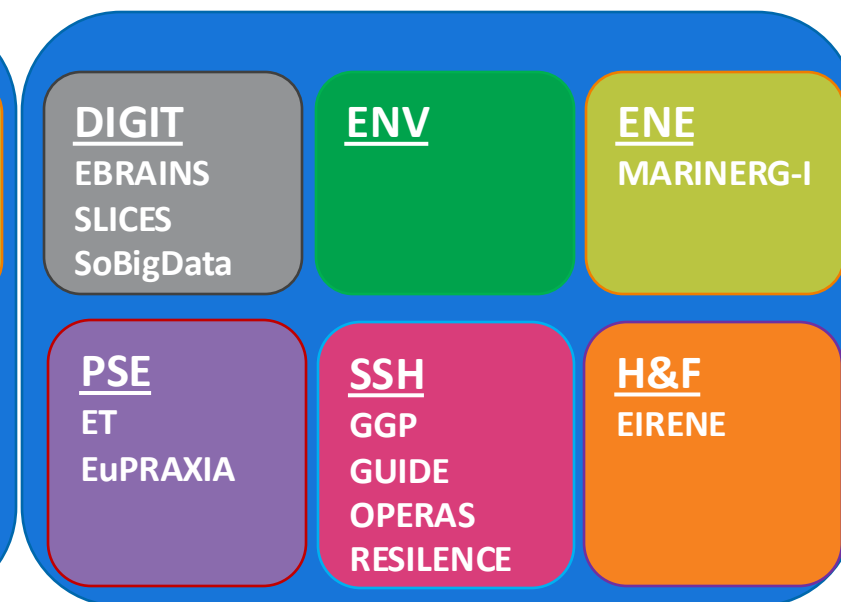 DIGIT
EBRAINS
SLICES
SoBigData
ENV
ENE
MARINERG-I
PSE
ET
EuPRAXIA
SSH
GGP
GUIDE
OPERAS
RESILENCE
H&F
EIRENE